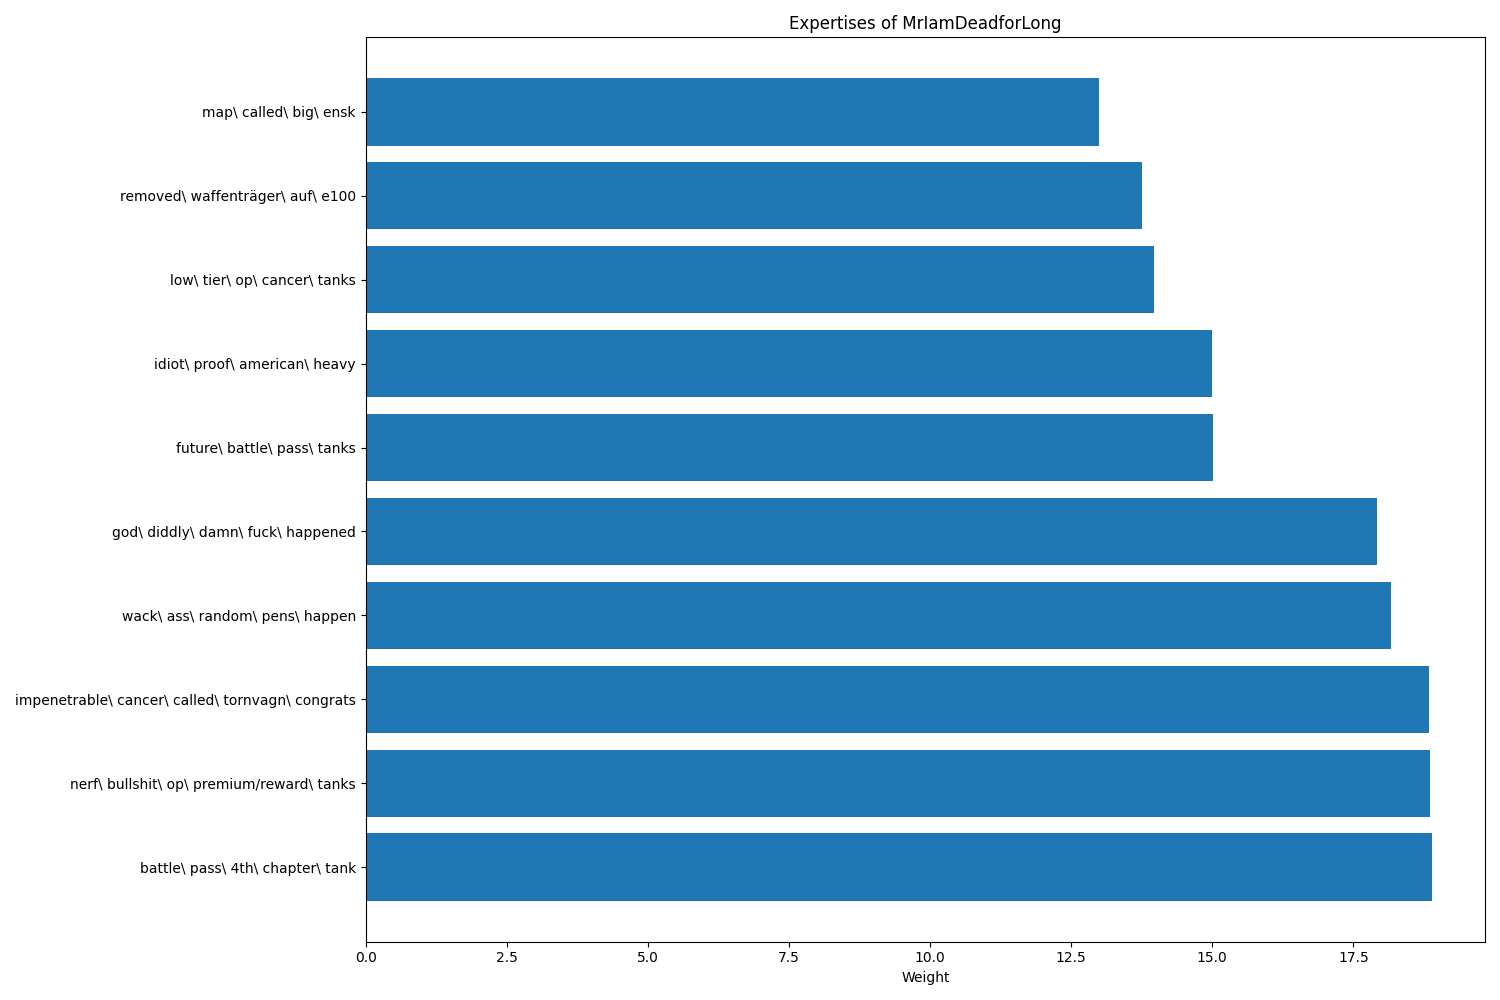 Expertises of MrIamDeadforLong
map\ called\ big\ ensk
removed\ waffenträger\ auf\ e100
low\ tier\ op\ cancer\ tanks
idiot\ proof\ american\ heavy
future\ battle\ pass\ tanks
god\ diddly\ damn\ fuck\ happened
wack\ ass\ random\ pens\ happen
impenetrable\ cancer\ called\ tornvagn\ congrats
nerf\ bullshit\ op\ premium/reward\ tanks
battle\ pass\ 4th\ chapter\ tank
0.0 2.5 5.0 7.5 10.0 12.5 15.0 17.5
Weight